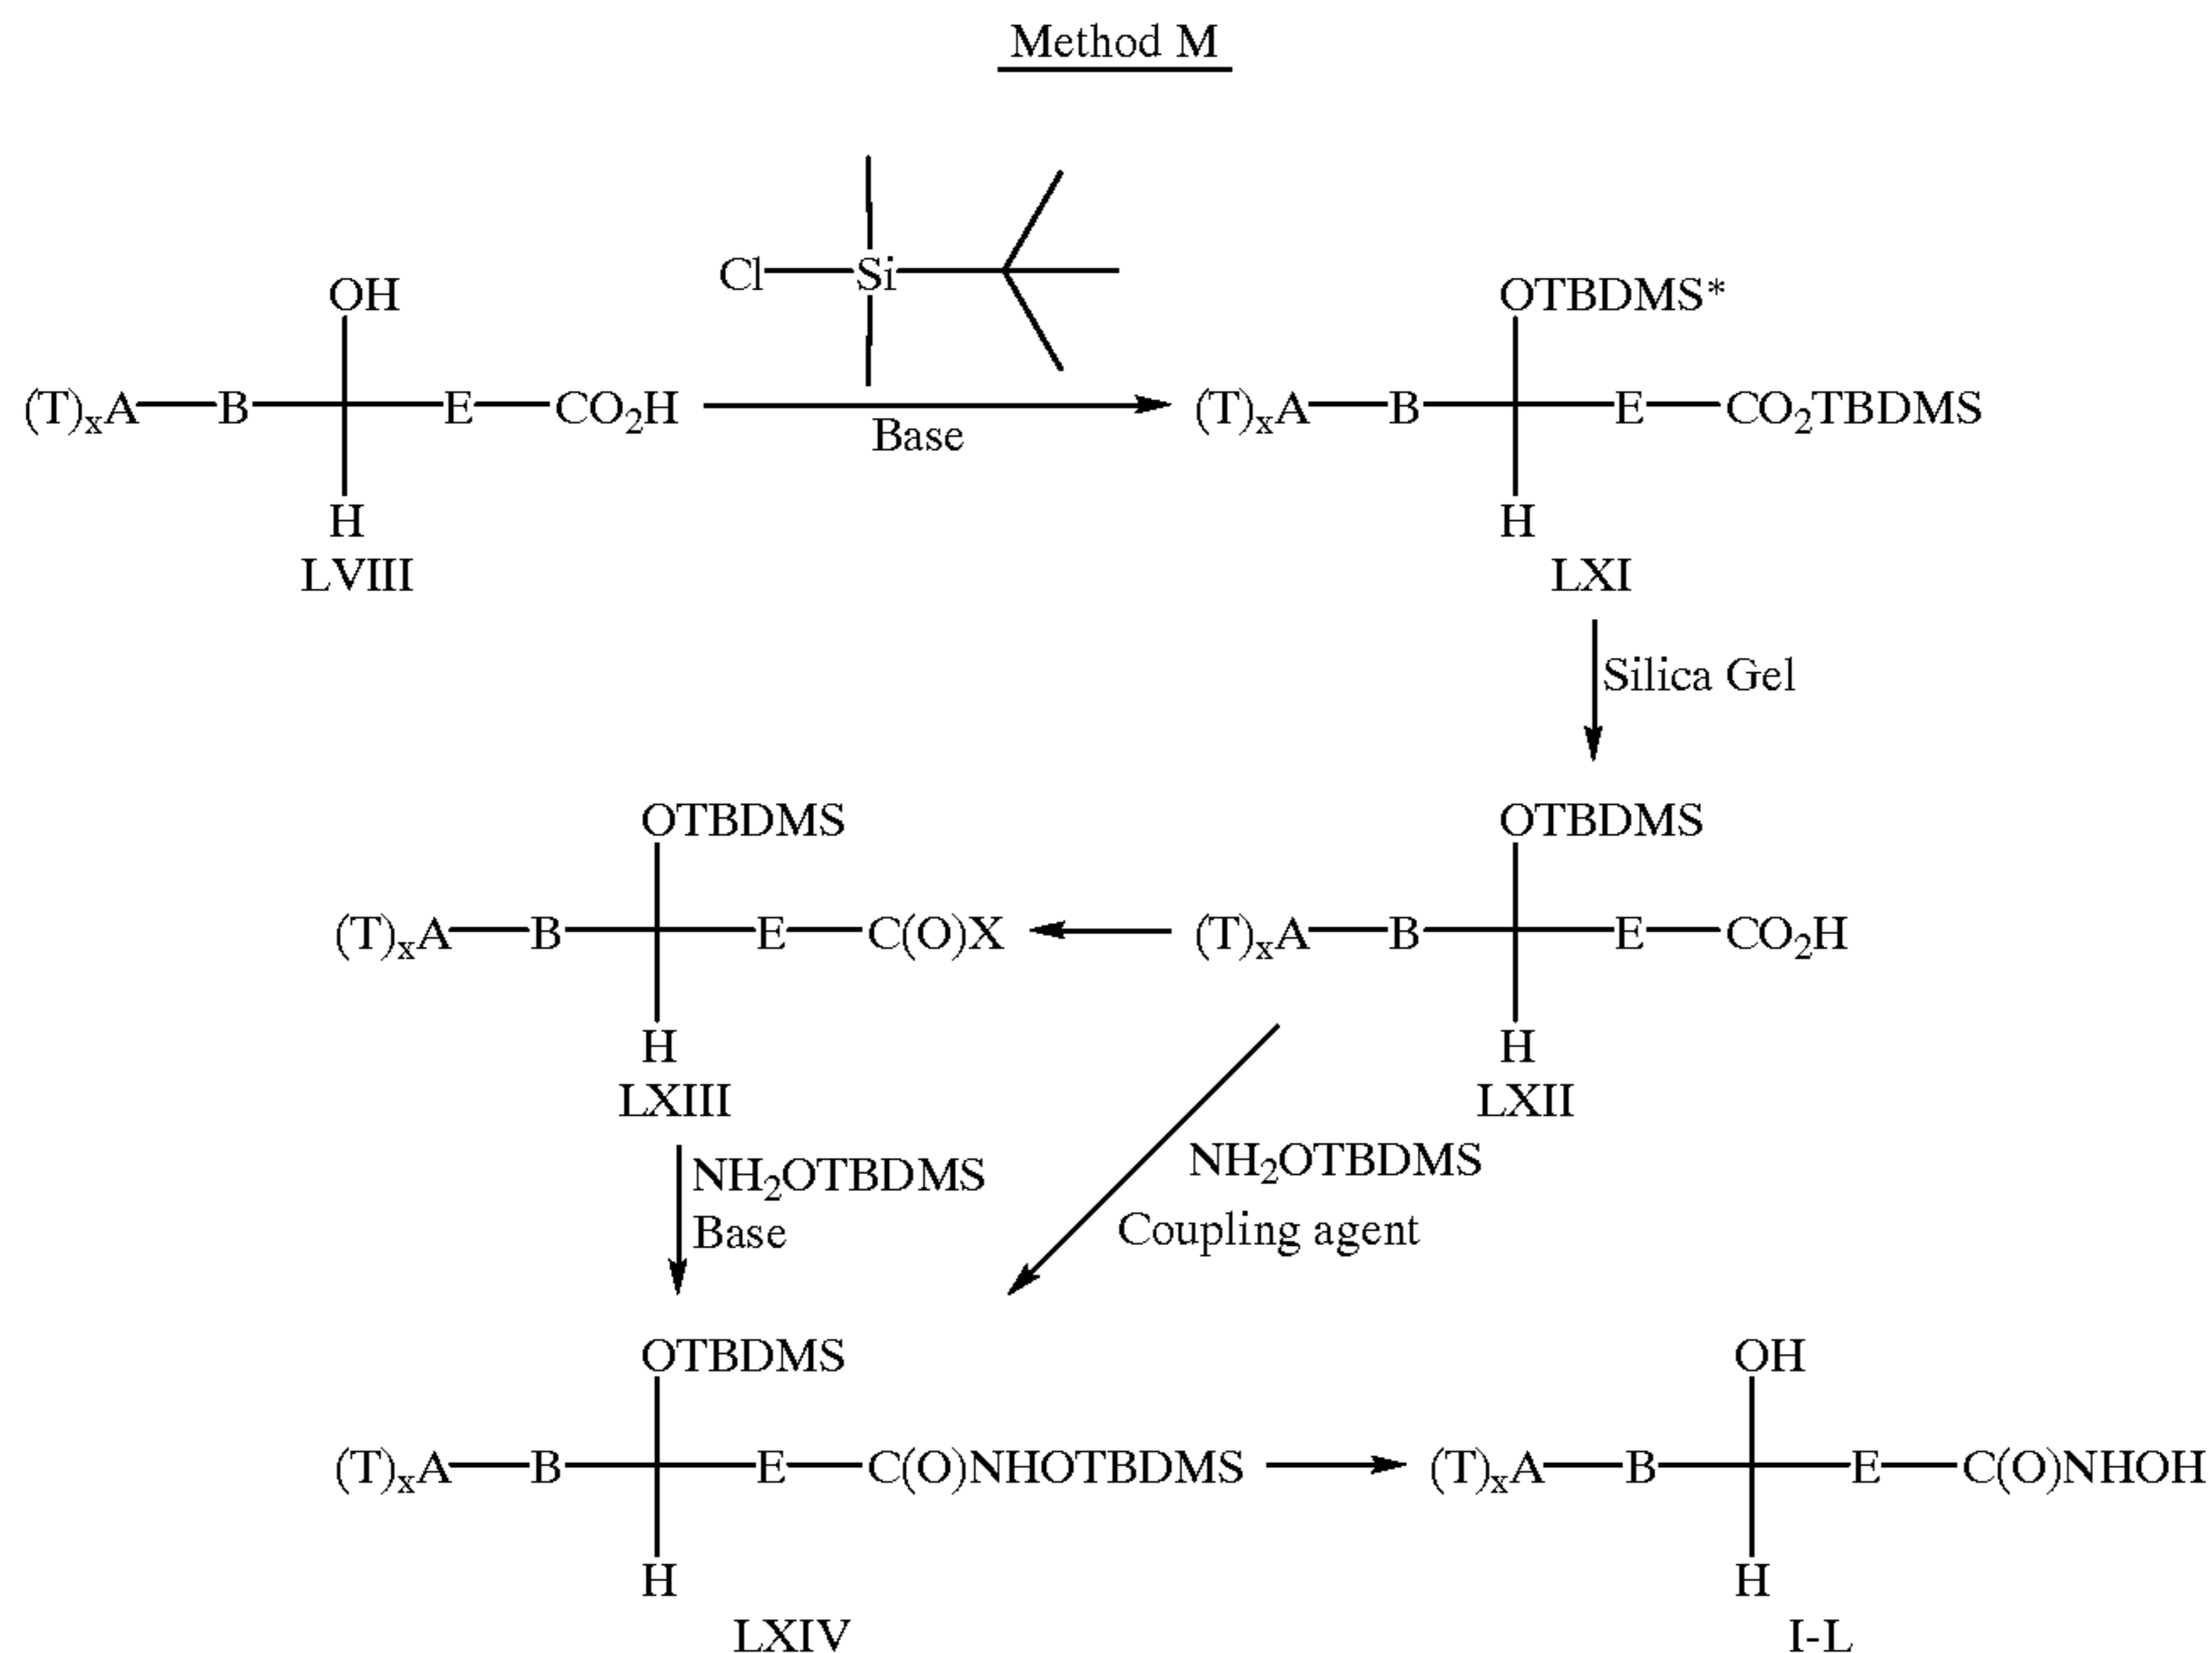 Method M
Cl Si
OH OTBDMS*
(T)ₓA B E CO₂H Base (T)ₓA B E CO₂TBDMS
H H
LVIII LXI
Silica Gel
OTBDMS OTBDMS
(T)ₓA B E C(O)X (T)ₓA B E CO₂H
H H
LXIII LXII
NH₂OTBDMS NH₂OTBDMS
Base Coupling agent
OTBDMS OH
(T)ₓA B E C(O)NHOTBDMS (T)ₓA B E C(O)NHOH
H H
LXIV I-L